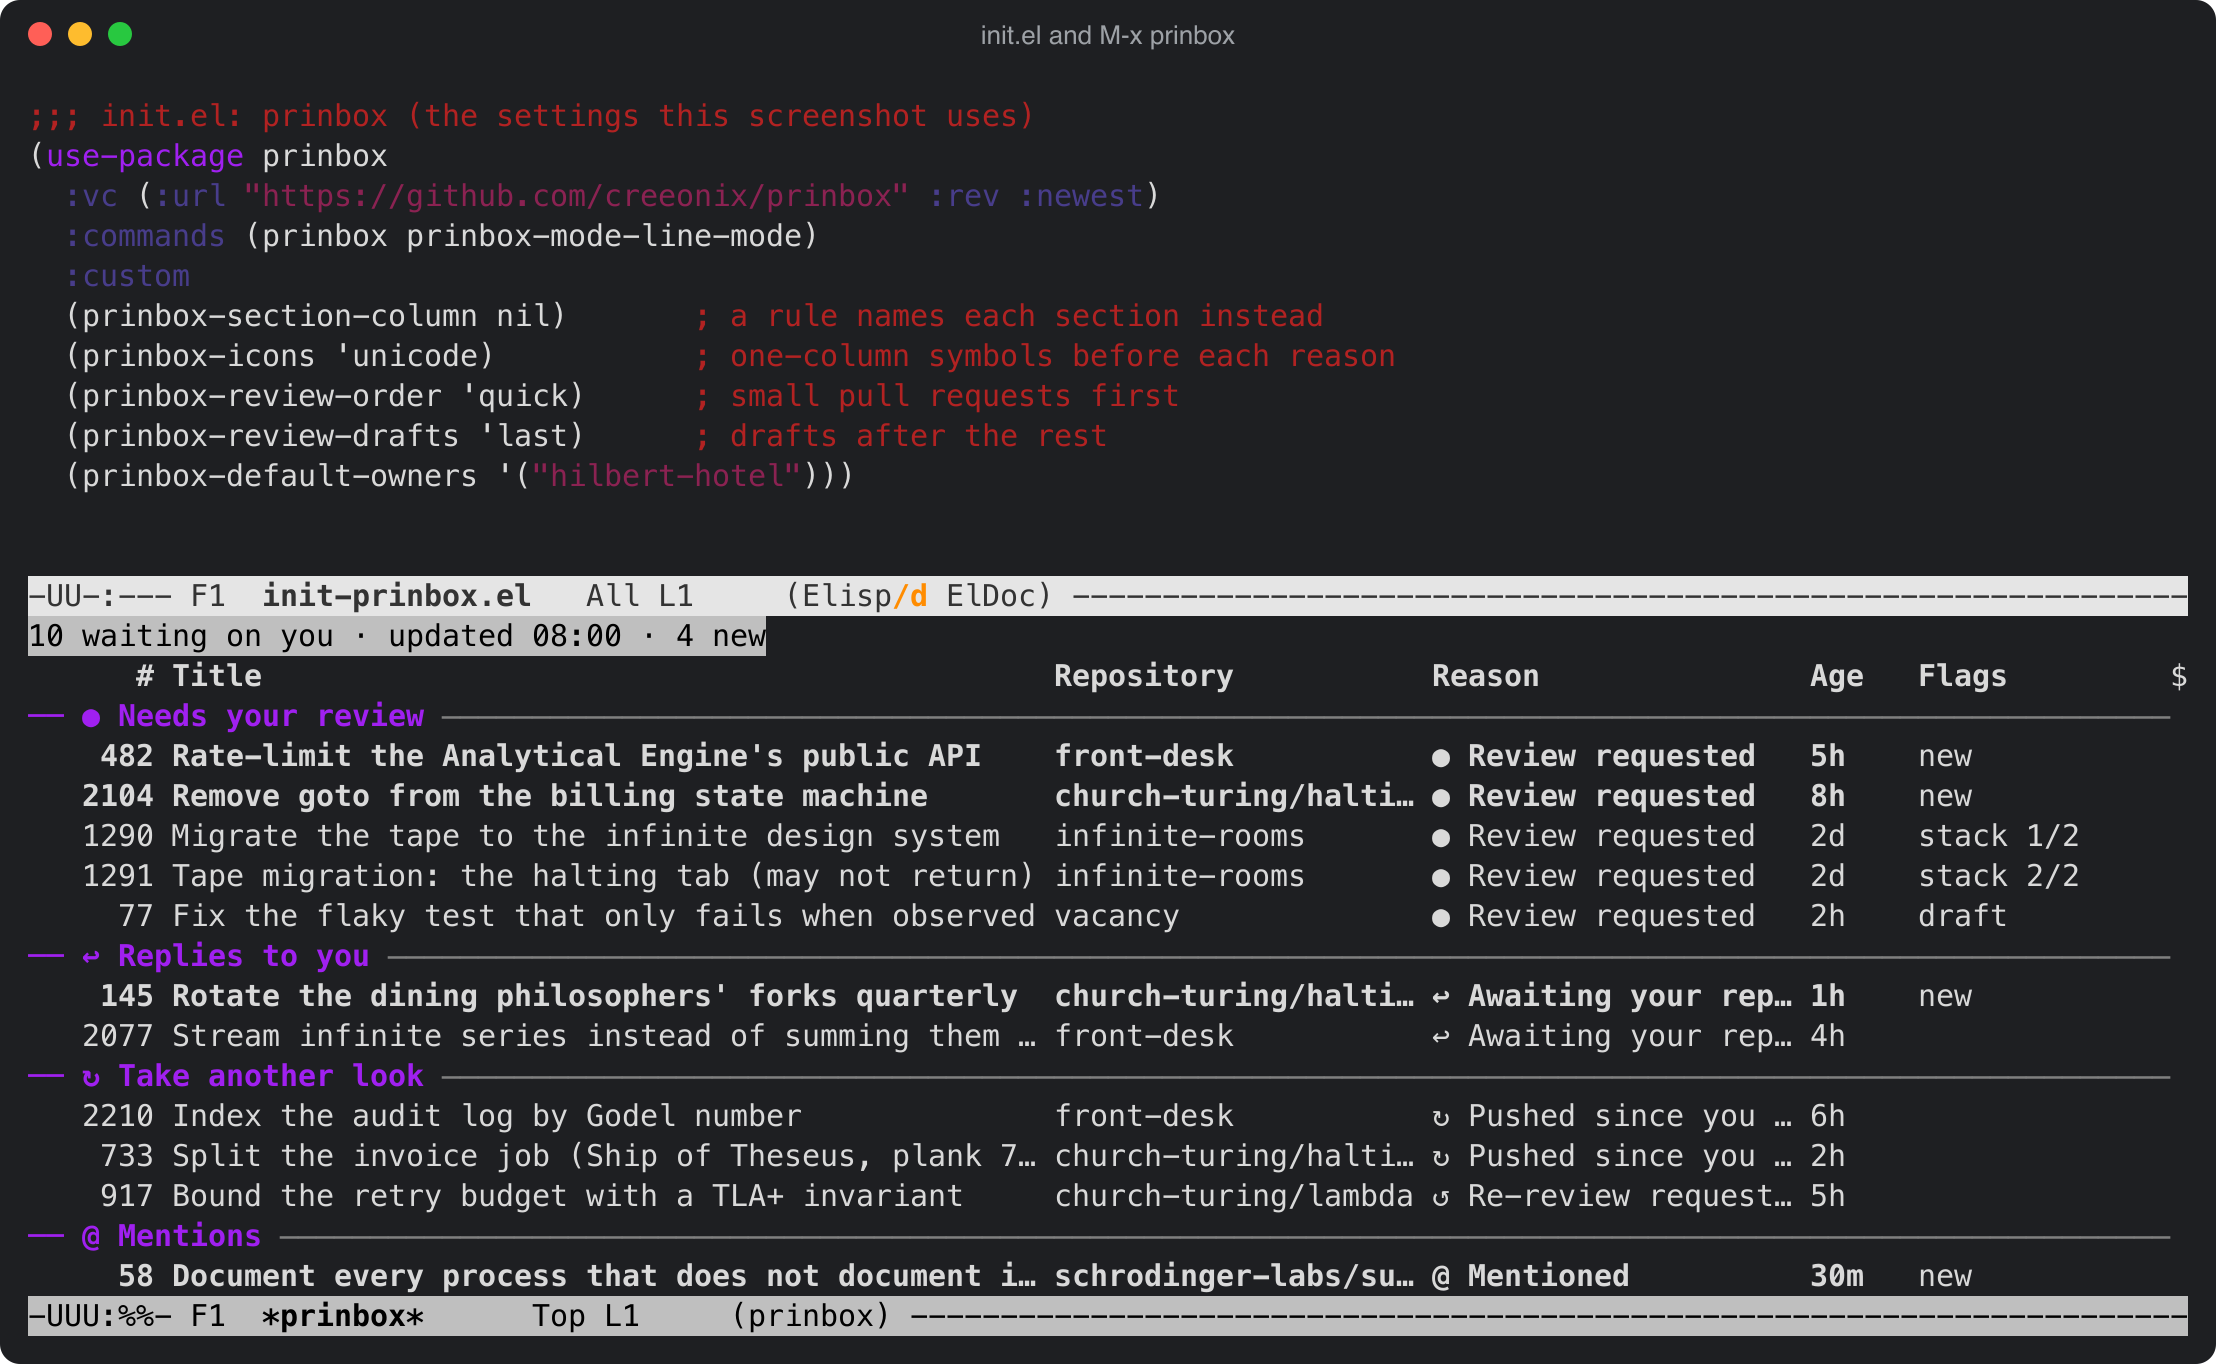 init.el and M-x prinbox
;;; init.el: prinbox (the settings this screenshot uses)
(use-package prinbox
  :vc (:url "https://github.com/creeonix/prinbox" :rev :newest)
  :commands (prinbox prinbox-mode-line-mode)
  :custom
  (prinbox-section-column nil)       ; a rule names each section instead
  (prinbox-icons 'unicode)           ; one-column symbols before each reason
  (prinbox-review-order 'quick)      ; small pull requests first
  (prinbox-review-drafts 'last)      ; drafts after the rest
  (prinbox-default-owners '("hilbert-hotel")))
-UU-:--- F1  init-prinbox.el   All L1     (Elisp/d ElDoc) --------------------------------------------------------------
10 waiting on you · updated 08:00 · 4 new
      # Title                                            Repository           Reason               Age   Flags         $
── ● Needs your review ────────────────────────────────────────────────────────────────────────────────────────────────
    482 Rate-limit the Analytical Engine's public API    front-desk           ● Review requested   5h    new
   2104 Remove goto from the billing state machine       church-turing/halti… ● Review requested   8h    new
   1290 Migrate the tape to the infinite design system   infinite-rooms       ● Review requested   2d    stack 1/2
   1291 Tape migration: the halting tab (may not return) infinite-rooms       ● Review requested   2d    stack 2/2
     77 Fix the flaky test that only fails when observed vacancy              ● Review requested   2h    draft
── ↩ Replies to you ───────────────────────────────────────────────────────────────────────────────────────────────────
    145 Rotate the dining philosophers' forks quarterly  church-turing/halti… ↩ Awaiting your rep… 1h    new
   2077 Stream infinite series instead of summing them … front-desk           ↩ Awaiting your rep… 4h
── ↻ Take another look ────────────────────────────────────────────────────────────────────────────────────────────────
   2210 Index the audit log by Godel number              front-desk           ↻ Pushed since you … 6h
    733 Split the invoice job (Ship of Theseus, plank 7… church-turing/halti… ↻ Pushed since you … 2h
    917 Bound the retry budget with a TLA+ invariant     church-turing/lambda ↺ Re-review request… 5h
── @ Mentions ─────────────────────────────────────────────────────────────────────────────────────────────────────────
     58 Document every process that does not document i… schrodinger-labs/su… @ Mentioned          30m   new
-UUU:%%- F1  *prinbox*      Top L1     (prinbox) -----------------------------------------------------------------------